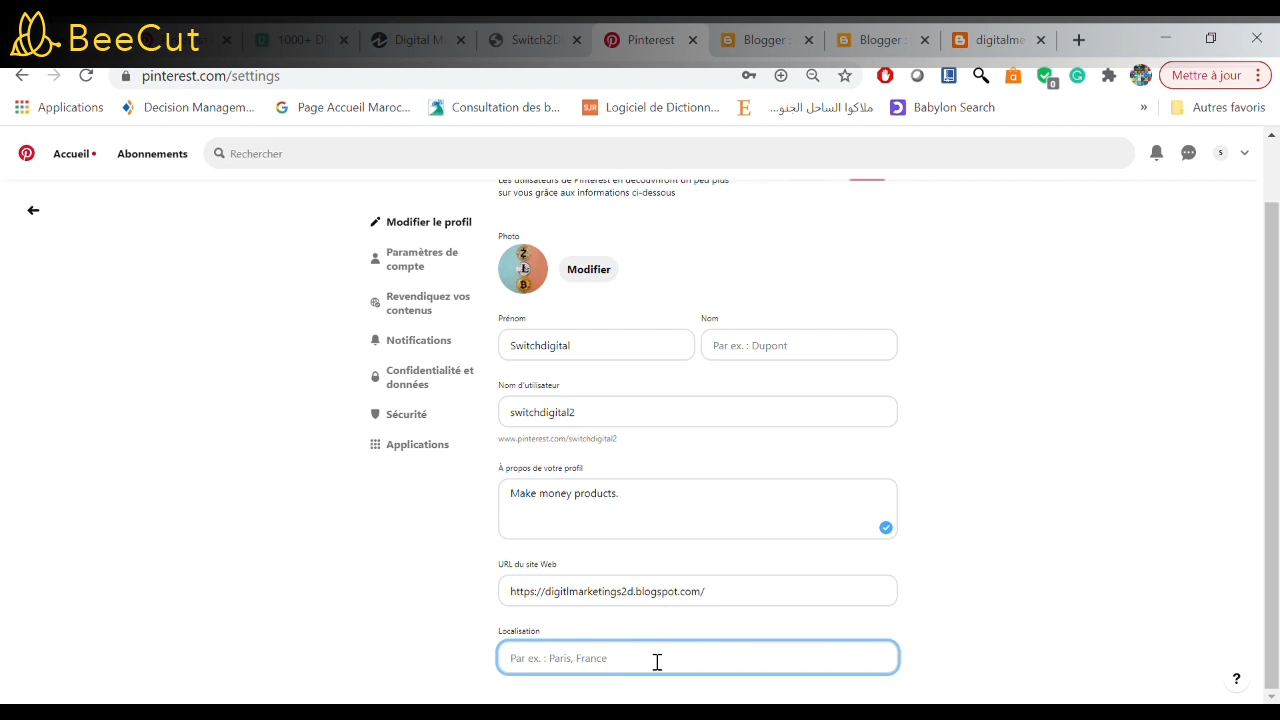 BeeCut
1000+ Di
Digital M
Switch2D
Pinterest
Blogger :
Blogger :
digitalme
pinterest.com/settings
Mettre à jour
Applications
Decision Managem...
Page Accueil Maroc...
Consultation des b...
SJR
Logiciel de Dictionn...
E
ملاكوا الساحل الجنو...
Babylon Search
»
Autres favoris
Accueil
Abonnements
Rechercher
s
Les utilisateurs de Pinterest en découvriront un peu plus
sur vous grâce aux informations ci-dessous
Modifier le profil
Paramètres de
compte
Revendiquez vos
contenus
Notifications
Confidentialité et
données
Sécurité
Applications
Photo
Modifier
Prénom
Nom
Switchdigital
Par ex. : Dupont
Nom d'utilisateur
switchdigital2
www.pinterest.com/switchdigital2
À propos de votre profil
Make money products.
URL du site Web
https://digitlmarketings2d.blogspot.com/
Localisation
Par ex. : Paris, France
?